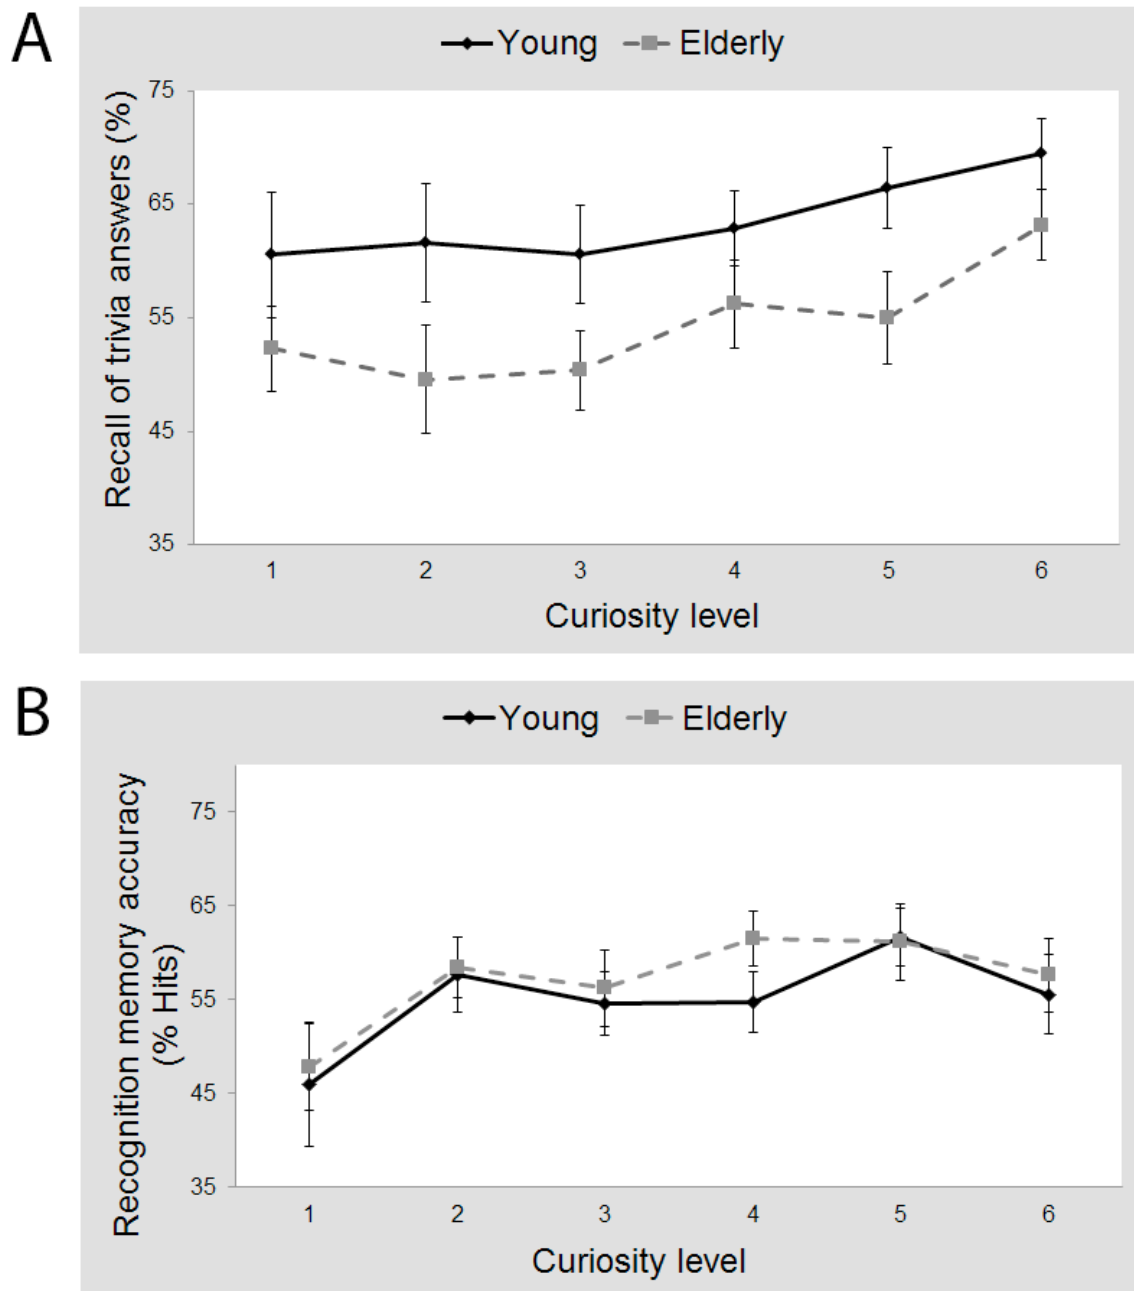 A
Young Elderly
Recall of trivia answers (%)
75
65
55
45
35
1 2 3 4 5 6
Curiosity level
B
Young Elderly
Recognition memory accuracy
(% Hits)
75
65
55
45
35
1 2 3 4 5 6
Curiosity level